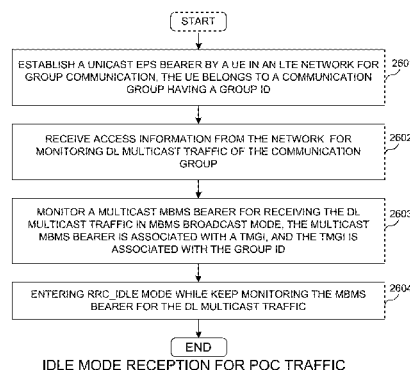 START
ESTABLISH A UNICAST EPS BEARER BY A UE IN AN LTE NETWORK FOR
GROUP COMMUNICATION, THE UE BELONGS TO A COMMUNICATION
GROUP HAVING A GROUP ID
260
RECEIVE ACCESS INFORMATION FROM THE NETWORK FOR
MONITORING DL MULTICAST TRAFFIC OF THE COMMUNICATION
GROUP
2602
MONITOR A MULTICAST MBMS BEARER FOR RECEIVING THE DL
MULTICAST TRAFFIC IN MBMS BROADCAST MODE, THE MULTICAST
MBMS BEARER IS ASSOCIATED WITH A TMGI, AND THE TMGI IS
ASSOCIATED WITH THE GROUP ID
2603
ENTERING RRC_IDLE MODE WHILE KEEP MONITORING THE MBMS
BEARER FOR THE DL MULTICAST TRAFFIC
2604
END
IDLE MODE RECEPTION FOR POC TRAFFIC